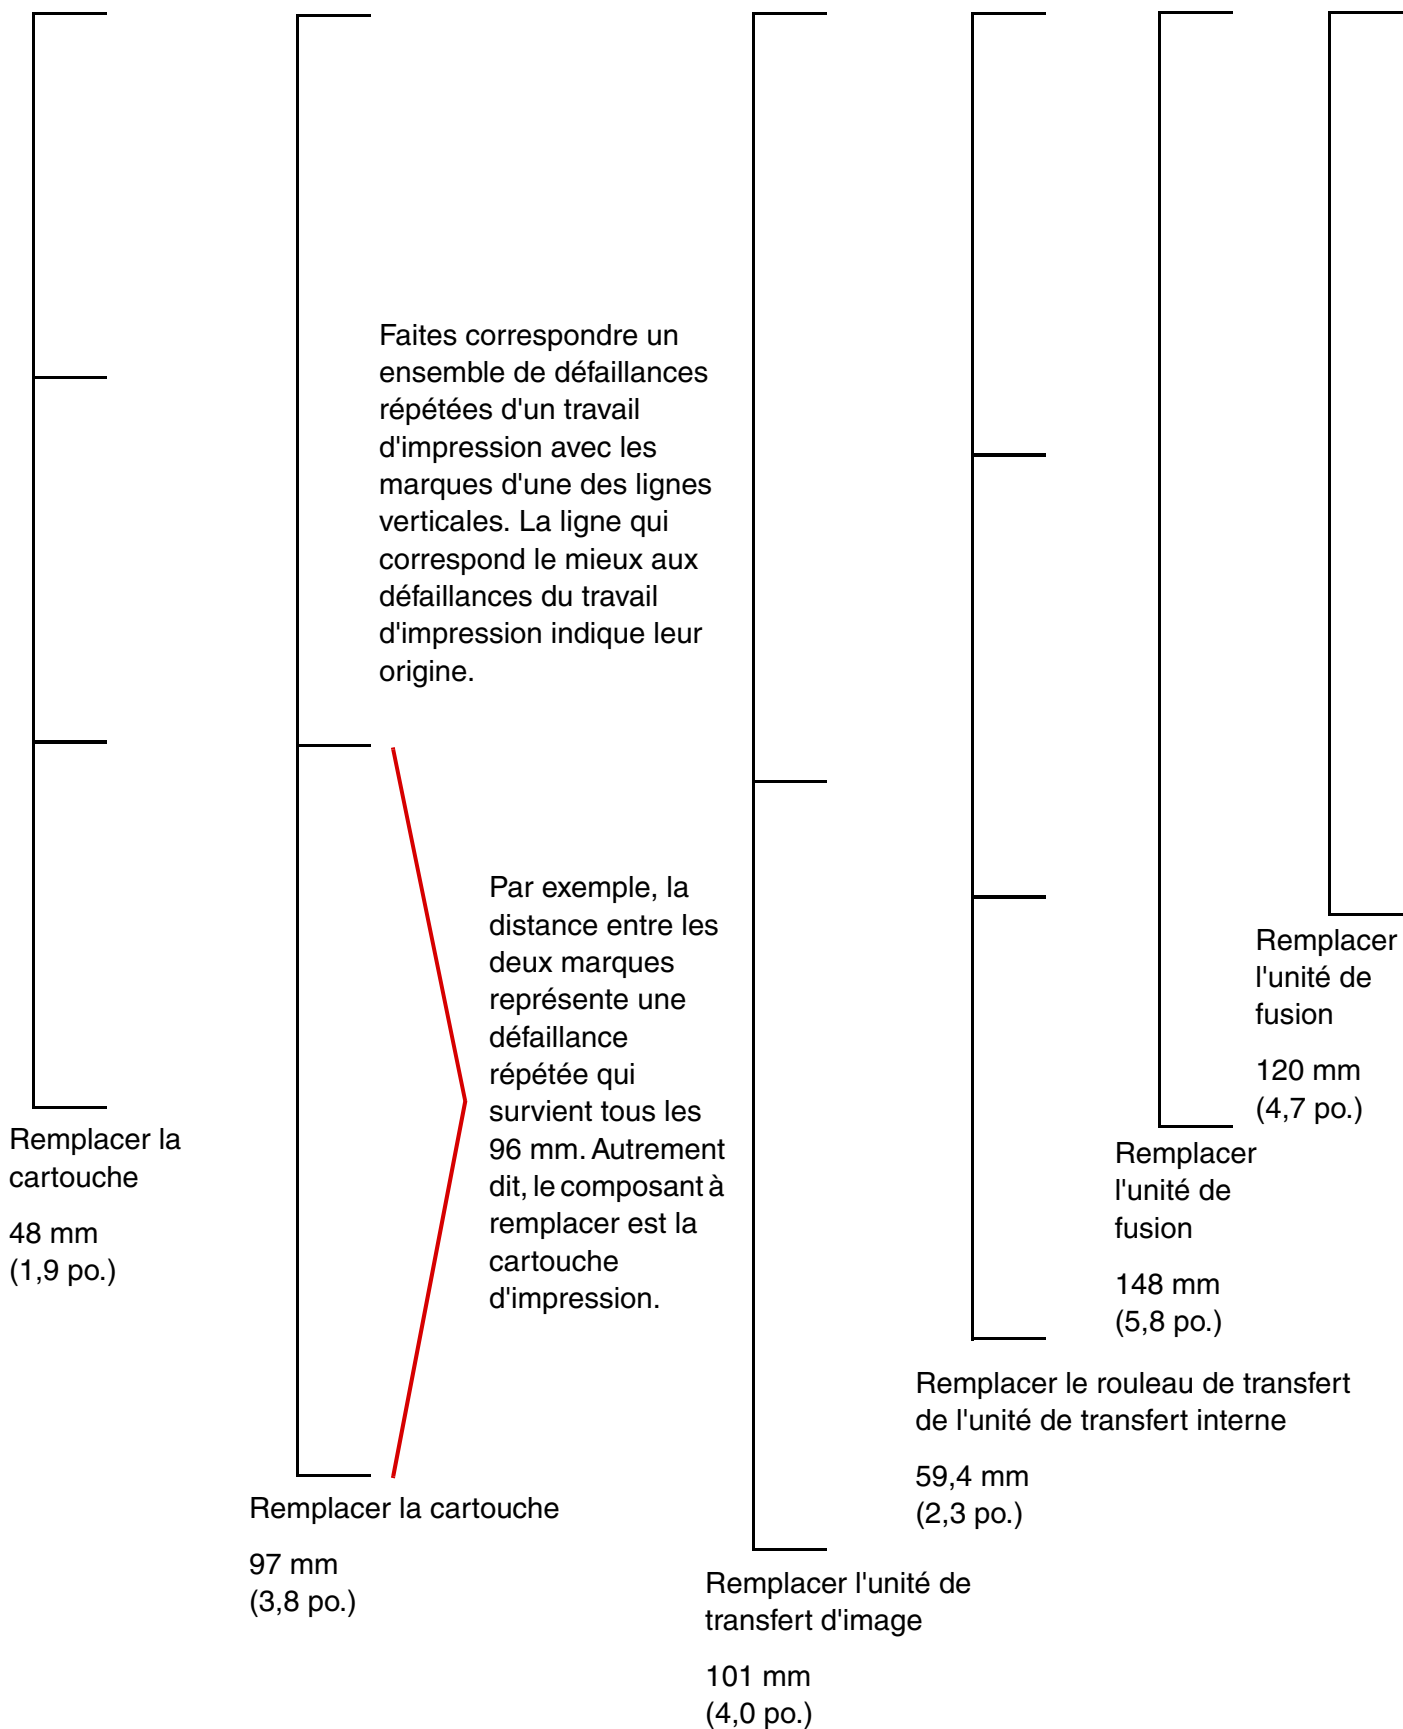 Faites correspondre un
ensemble de défaillances
répétées d'un travail
d'impression avec les
marques d'une des lignes
verticales. La ligne qui
correspond le mieux aux
défaillances du travail
d'impression indique leur
origine.
Par exemple, la
distance entre les
deux marques
représente une
défaillance
répétée qui
survient tous les
96 mm. Autrement
dit, le composant à
remplacer est la
cartouche
d'impression.
Remplacer la
cartouche
48 mm
(1,9 po.)
Remplacer la cartouche
97 mm
(3,8 po.)
Remplacer l'unité de
transfert d'image
101 mm
(4,0 po.)
Remplacer le rouleau de transfert
de l'unité de transfert interne
59,4 mm
(2,3 po.)
Remplacer
l'unité de
fusion
148 mm
(5,8 po.)
Remplacer
l'unité de
fusion
120 mm
(4,7 po.)